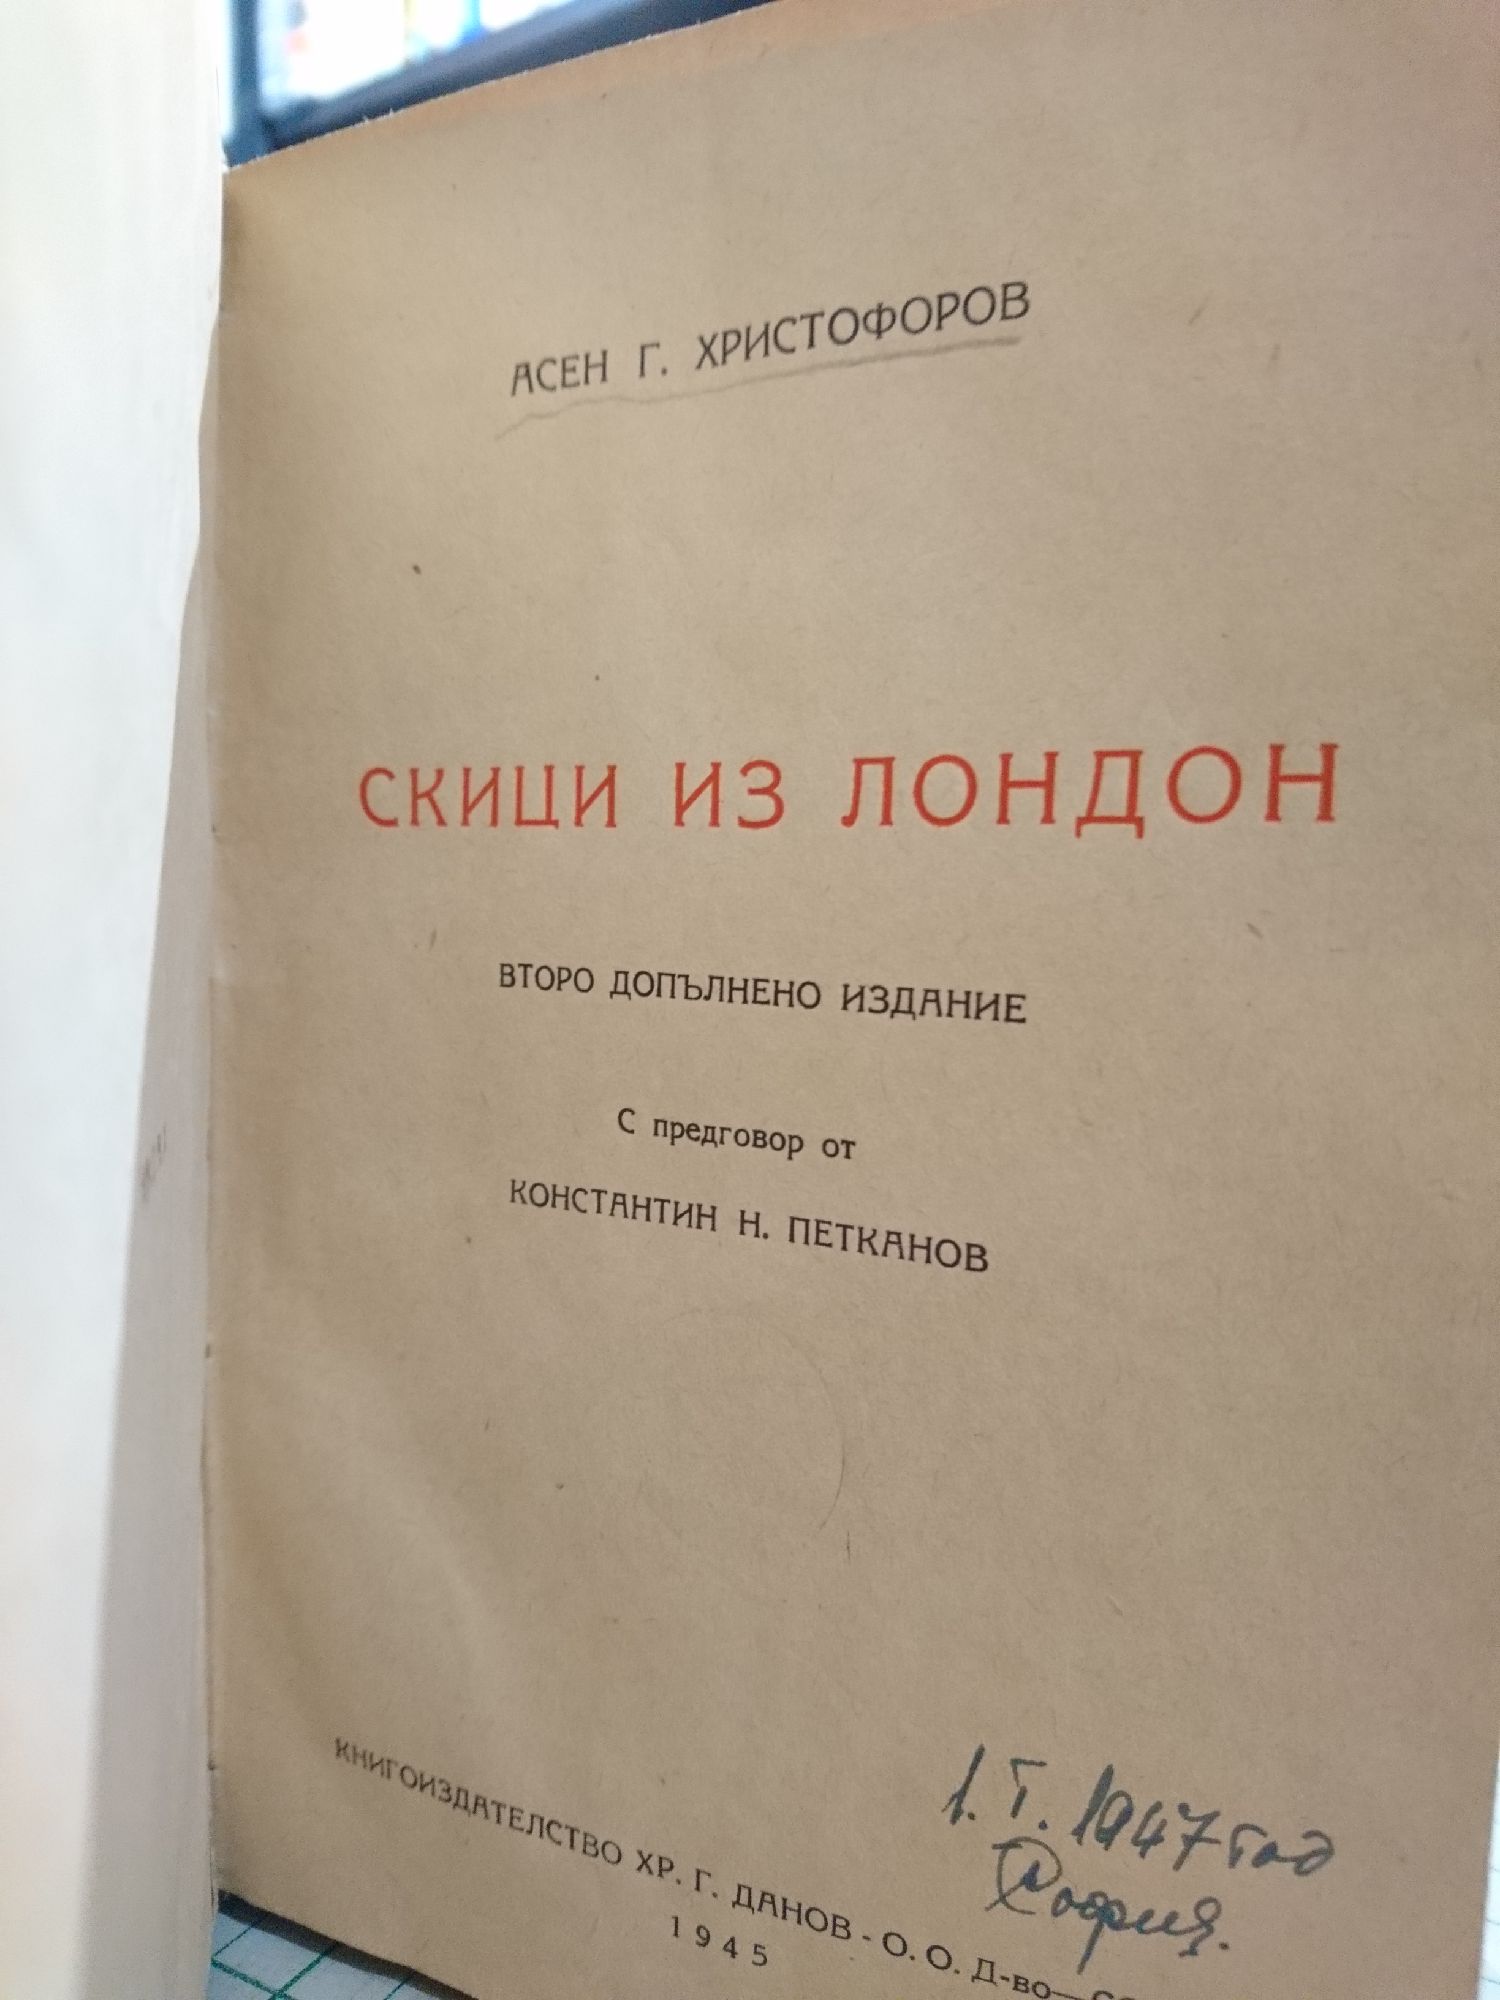 АСЕН Г. ХРИСТОФОРОВ
СКИЦИ ИЗ ЛОНДОН
ВТОРО ДОПЪЛНЕНО ИЗДАНИЕ
С предговор от
КОНСТАНТИН Н. ПЕТКАНОВ
1. I. 1947 год
София.
КНИГОИЗДАТЕЛСТВО ХР. Г. ДАНОВ - О. О. Д-во—
1945